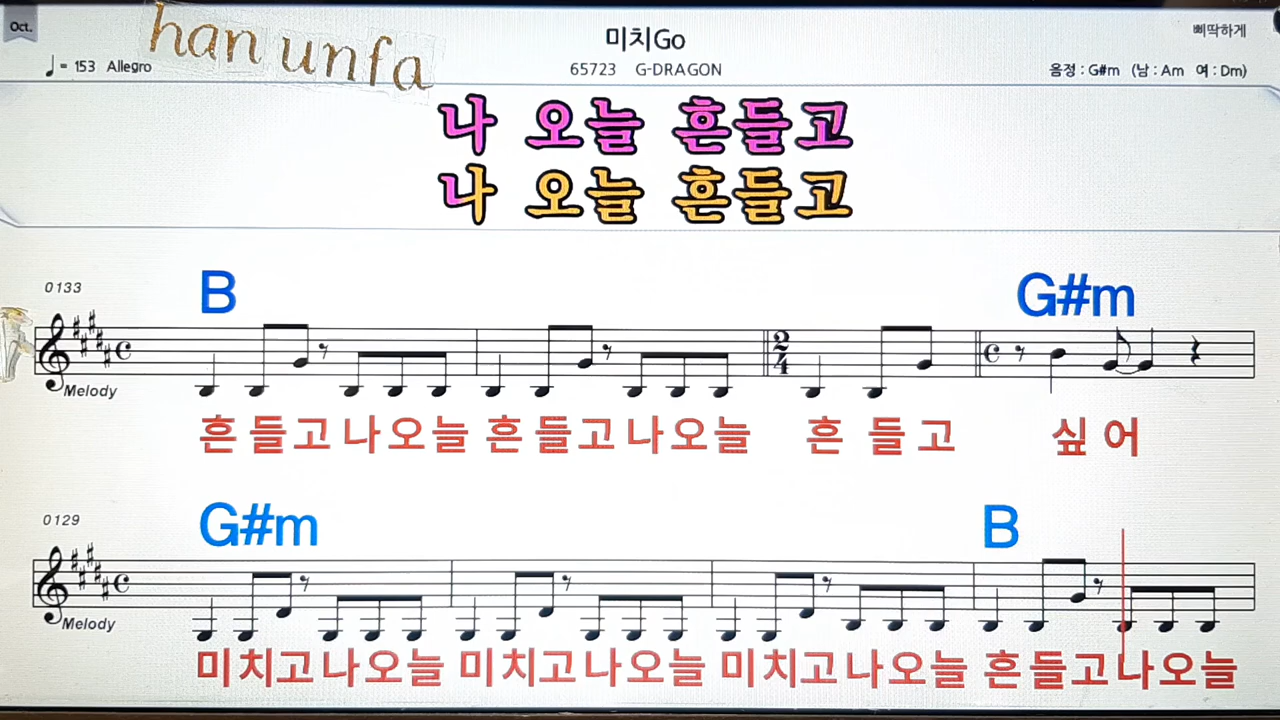 Oct.
han unfa
미치Go
삐딱하게
♩= 153 Allegro
65723 G-DRAGON
음정 : G#m (남 : Am 여 : Dm)
나 오늘 흔들고
나 오늘 흔들고
B G#m
0133
2
4
Melody
흔들고나오늘 흔들고나오늘 흔들고 싶어
G#m B
0129
Melody
미치고나오늘 미치고나오늘 미치고나오늘 흔들고나오늘